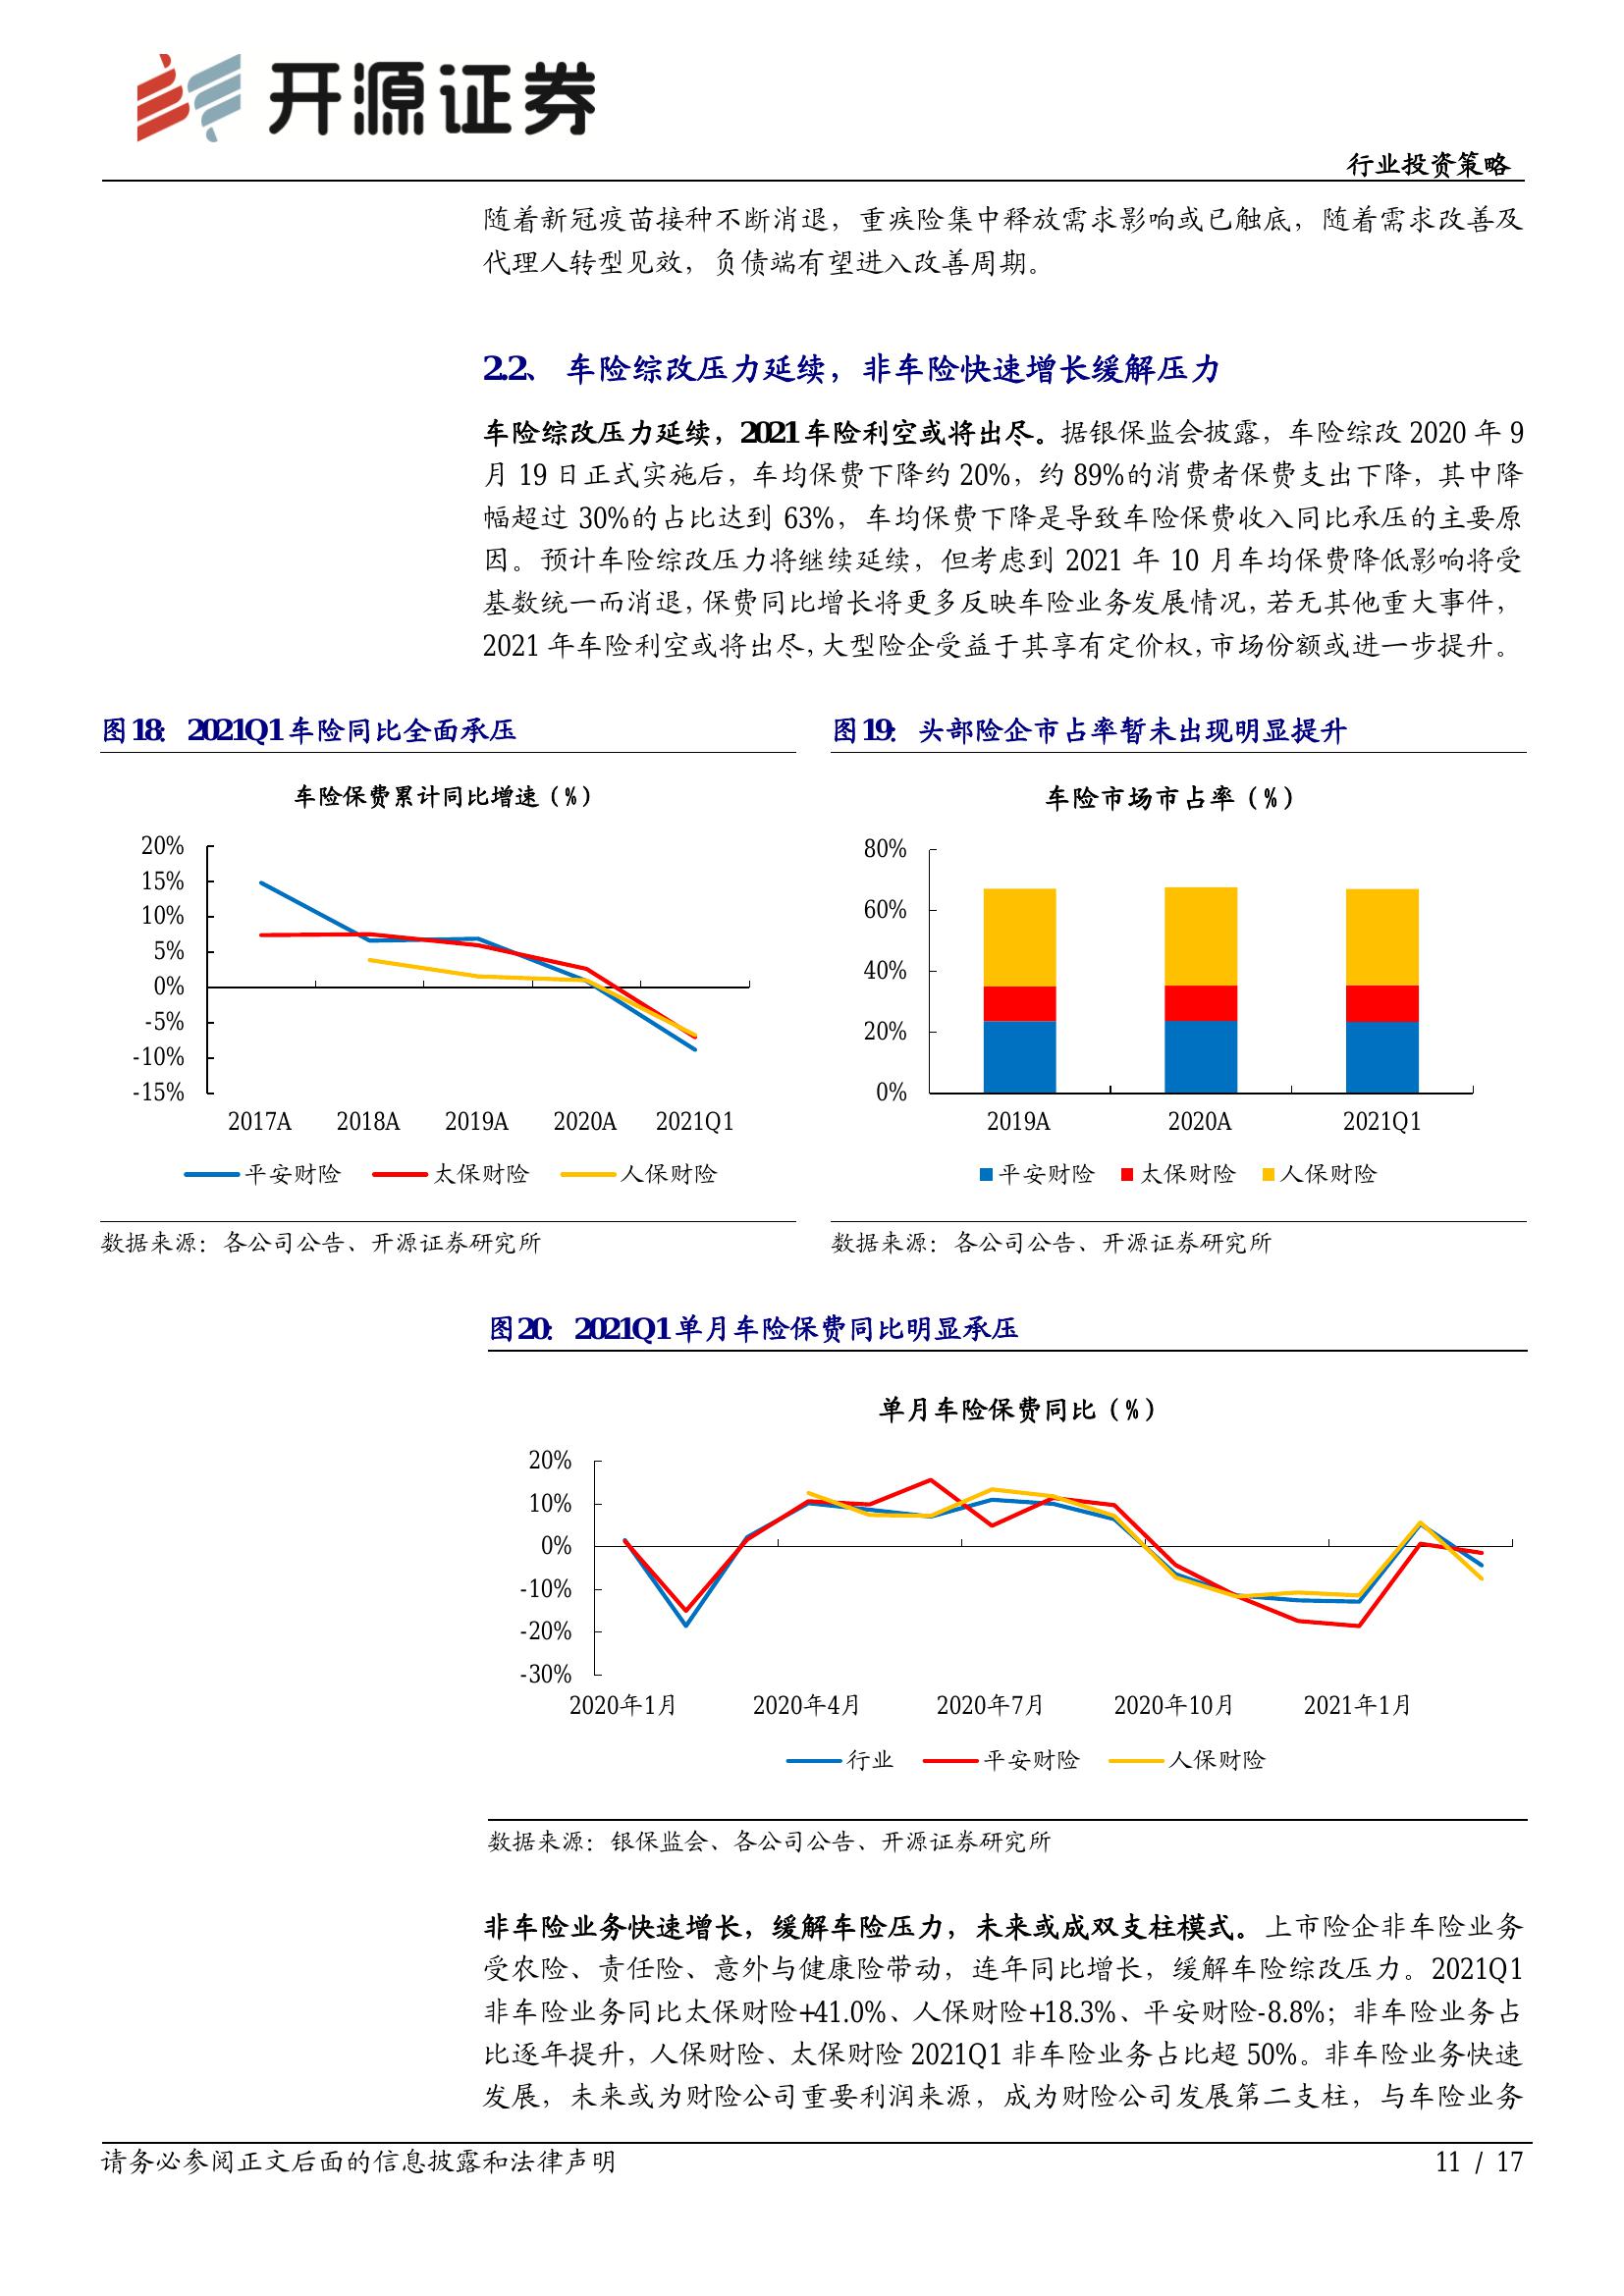 开源证券
行业投资策略
随着新冠疫苗接种不断消退，重疾险集中释放需求影响或已触底，随着需求改善及
代理人转型见效，负债端有望进入改善周期。
2.2、 车险综改压力延续，非车险快速增长缓解压力
车险综改压力延续，2021 车险利空或将出尽。据银保监会披露，车险综改 2020 年 9
月 19 日正式实施后，车均保费下降约 20%，约 89%的消费者保费支出下降，其中降
幅超过 30%的占比达到 63%，车均保费下降是导致车险保费收入同比承压的主要原
因。预计车险综改压力将继续延续，但考虑到 2021 年 10 月车均保费降低影响将受
基数统一而消退，保费同比增长将更多反映车险业务发展情况，若无其他重大事件，
2021 年车险利空或将出尽，大型险企受益于其享有定价权，市场份额或进一步提升。
图18： 2021Q1 车险同比全面承压
车险保费累计同比增速（%）
20%
15%
10%
5%
0%
-5%
-10%
-15%
2017A 2018A 2019A 2020A 2021Q1
平安财险 太保财险 人保财险
数据来源：各公司公告、开源证券研究所
图19： 头部险企市占率暂未出现明显提升
车险市场市占率（%）
80%
60%
40%
20%
0%
2019A 2020A 2021Q1
平安财险 太保财险 人保财险
数据来源：各公司公告、开源证券研究所
图20： 2021Q1 单月车险保费同比明显承压
单月车险保费同比（%）
20%
10%
0%
-10%
-20%
-30%
2020年1月 2020年4月 2020年7月 2020年10月 2021年1月
行业 平安财险 人保财险
数据来源：银保监会、各公司公告、开源证券研究所
非车险业务快速增长，缓解车险压力，未来或成双支柱模式。上市险企非车险业务
受农险、责任险、意外与健康险带动，连年同比增长，缓解车险综改压力。2021Q1
非车险业务同比太保财险+41.0%、人保财险+18.3%、平安财险-8.8%；非车险业务占
比逐年提升，人保财险、太保财险 2021Q1 非车险业务占比超 50%。非车险业务快速
发展，未来或为财险公司重要利润来源，成为财险公司发展第二支柱，与车险业务
请务必参阅正文后面的信息披露和法律声明
11 / 17